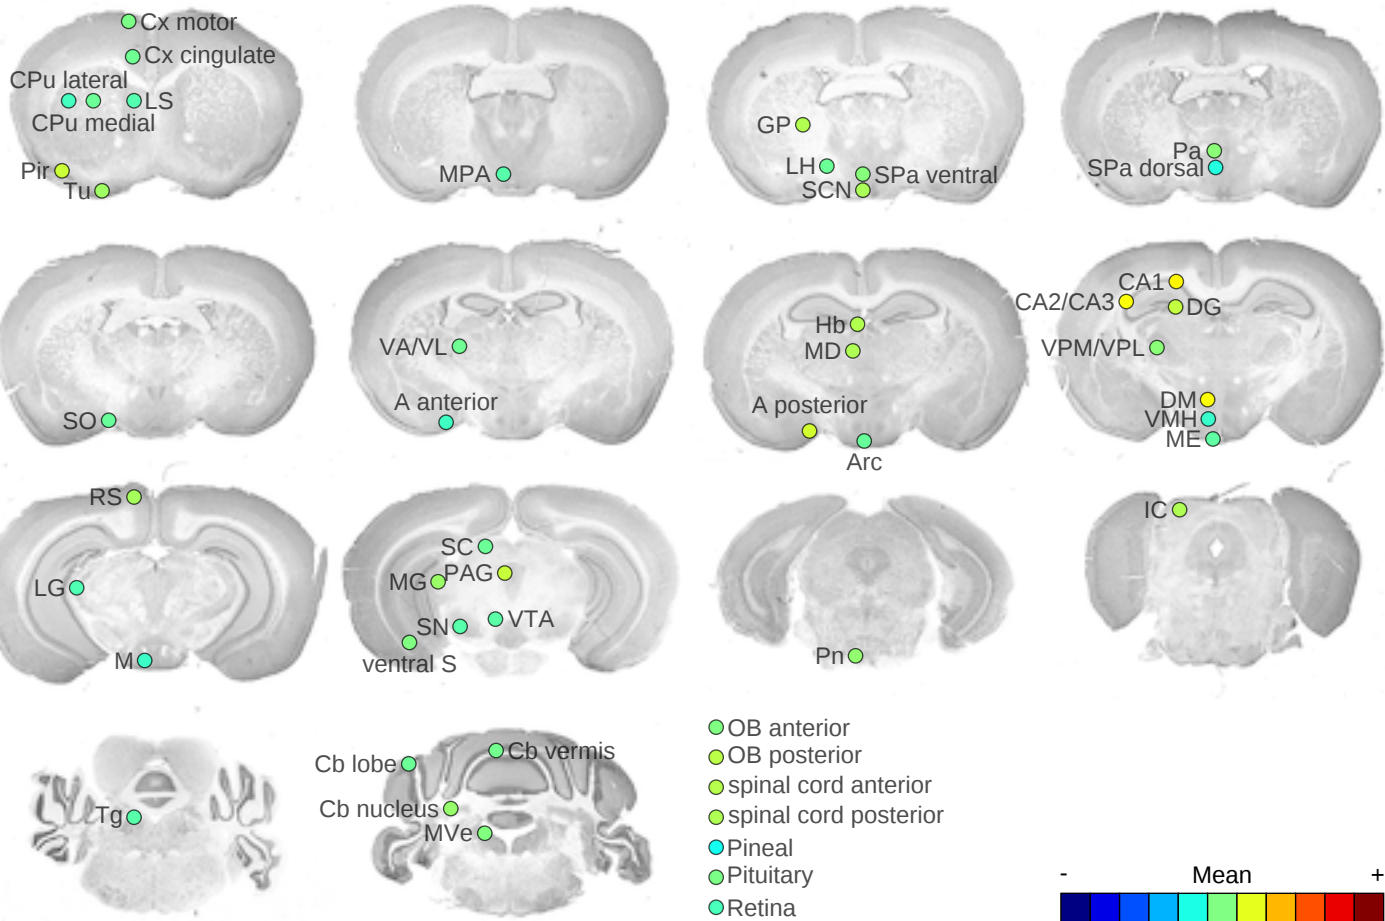 Cx motor
Cx cingulate
CPu lateral
LS
CPu medial
Pir
Tu
MPA
GP
LH
SPa ventral
SCN
Pa
SPa dorsal
SO
VA/VL
A anterior
Hb
MD
A posterior
Arc
CA1
CA2/CA3
DG
VPM/VPL
DM
VMH
ME
RS
LG
M
SC
MG
PAG
SN
VTA
ventral S
Pn
IC
Tg
Cb lobe
Cb vermis
Cb nucleus
MVe
OB anterior
OB posterior
spinal cord anterior
spinal cord posterior
Pineal
Pituitary
Retina
- Mean +